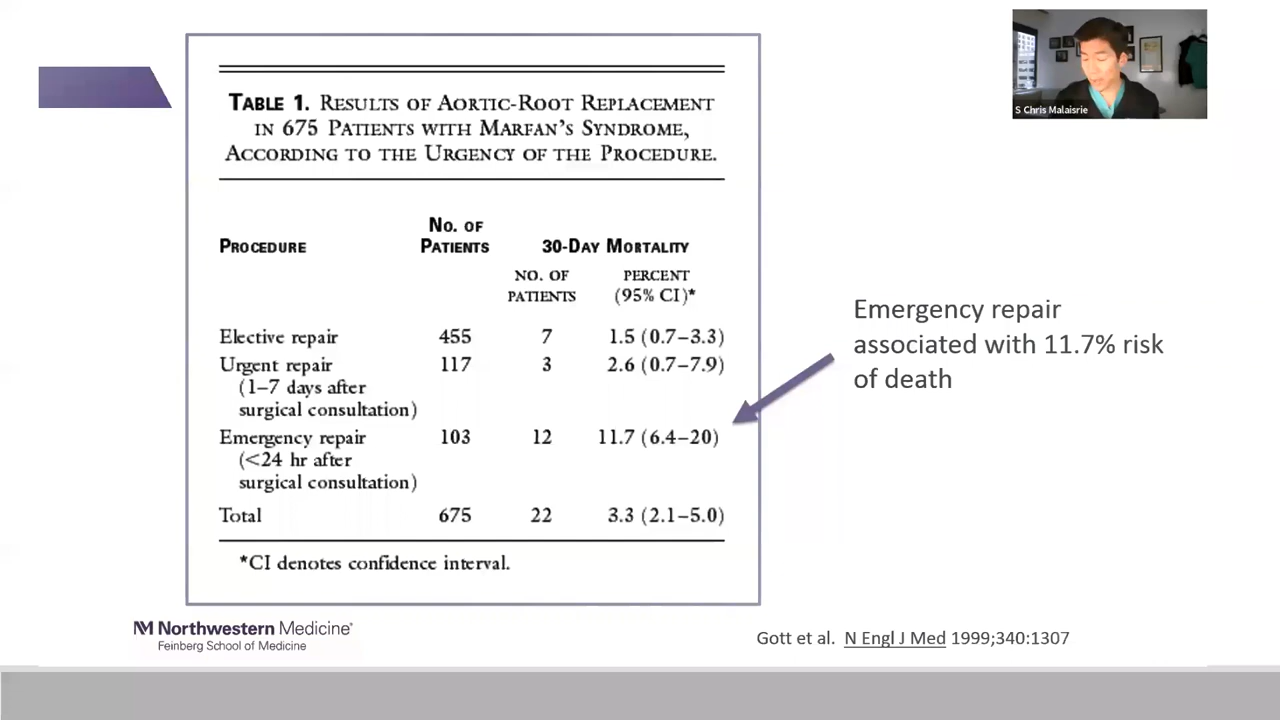 S Chris Malaisrie
TABLE 1. RESULTS OF AORTIC-ROOT REPLACEMENT
IN 675 PATIENTS WITH MARFAN'S SYNDROME,
ACCORDING TO THE URGENCY OF THE PROCEDURE.
PROCEDURE
NO. OF
PATIENTS
30-DAY MORTALITY
NO. OF
PATIENTS
PERCENT
(95% CI)*
Elective repair 455 7 1.5 (0.7–3.3)
Urgent repair 117 3 2.6 (0.7–7.9)
(1–7 days after
surgical consultation)
Emergency repair 103 12 11.7 (6.4–20)
(<24 hr after
surgical consultation)
Total 675 22 3.3 (2.1–5.0)
*CI denotes confidence interval.
Emergency repair
associated with 11.7% risk
of death
M Northwestern Medicine®
Feinberg School of Medicine
Gott et al. N Engl J Med 1999;340:1307